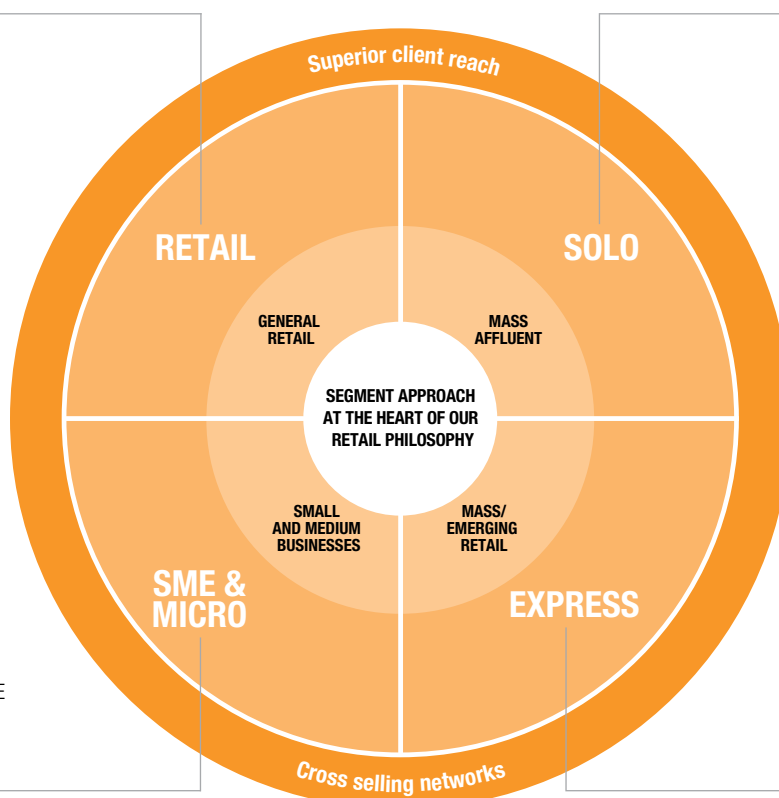 Superior client reach
RETAIL
SOLO
GENERAL
RETAIL
MASS
AFFLUENT
SEGMENT APPROACH
AT THE HEART OF OUR
RETAIL PHILOSOPHY
SMALL
AND MEDIUM
BUSINESSES
MASS/
EMERGING
RETAIL
SME &
MICRO
EXPRESS
E
Cross selling networks